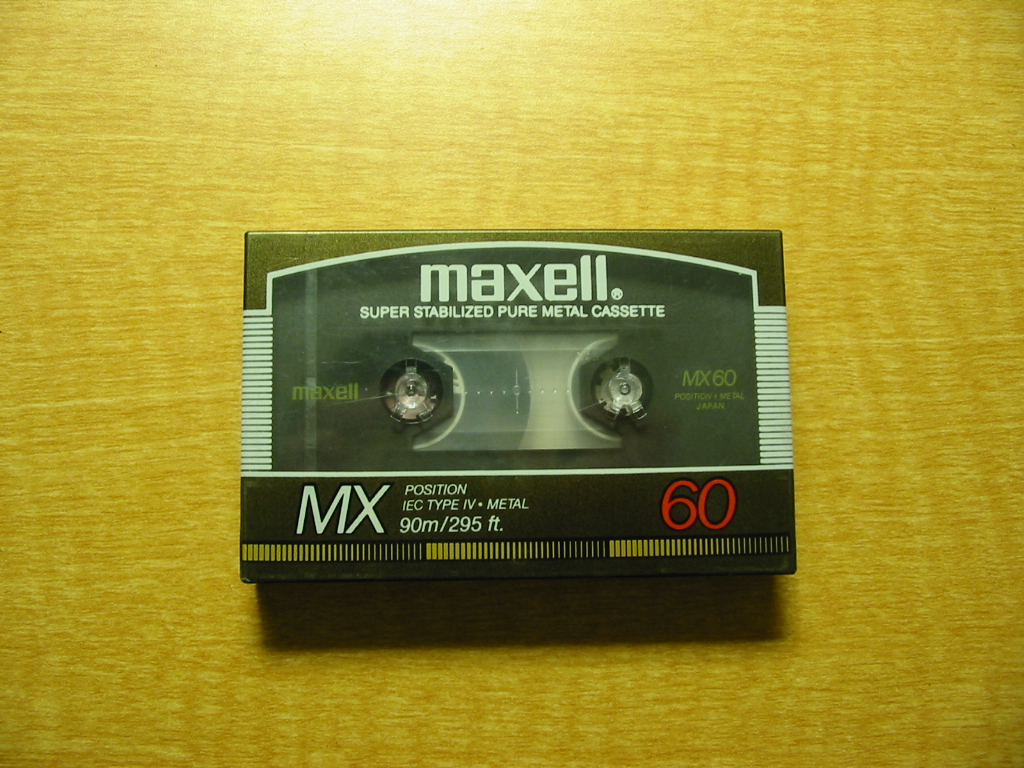 maxell®
SUPER STABILIZED PURE METAL CASSETTE
maxell
MX60
POSITION • METAL
JAPAN
MX
POSITION
IEC TYPE IV • METAL
90m/295 ft.
60